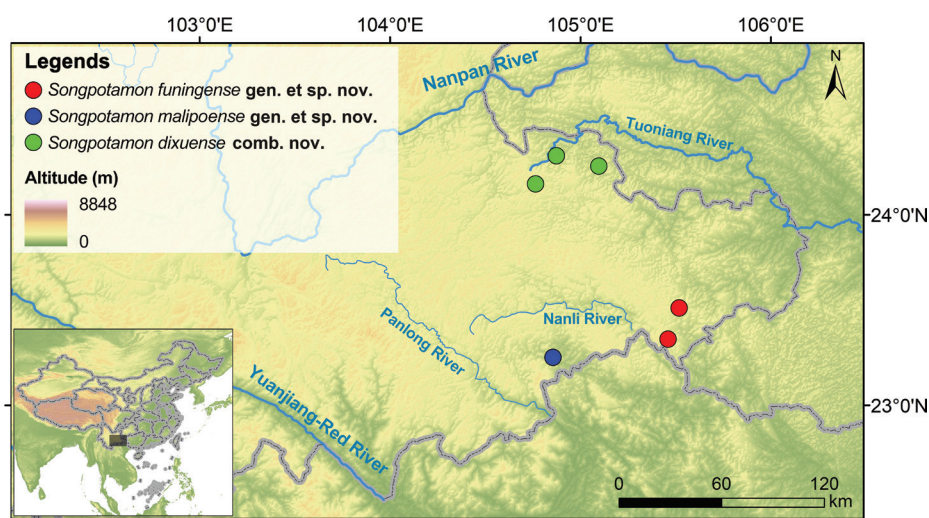 103°0'E 104°0'E 105°0'E 106°0'E
Legends
Songpotamon funingense gen. et sp. nov.
Songpotamon malipoense gen. et sp. nov.
Songpotamon dixuense comb. nov.
Altitude (m)
8848
0
Nanpan River
N
Tuoniang River
24°0'N
Nanli River
Panlong River
Yuanjiang-Red River
23°0'N
0 60 120
km